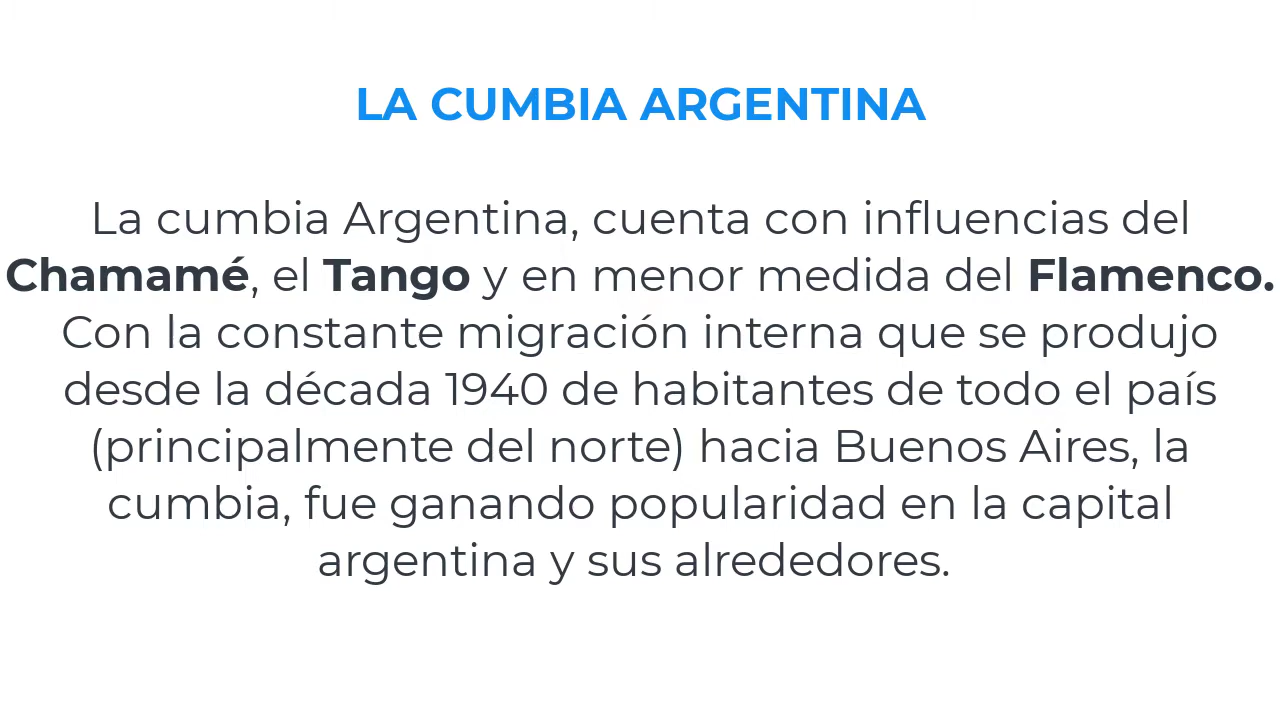 LA CUMBIA ARGENTINA
La cumbia Argentina, cuenta con influencias del
Chamamé, el Tango y en menor medida del Flamenco.
Con la constante migración interna que se produjo
desde la década 1940 de habitantes de todo el país
(principalmente del norte) hacia Buenos Aires, la
cumbia, fue ganando popularidad en la capital
argentina y sus alrededores.